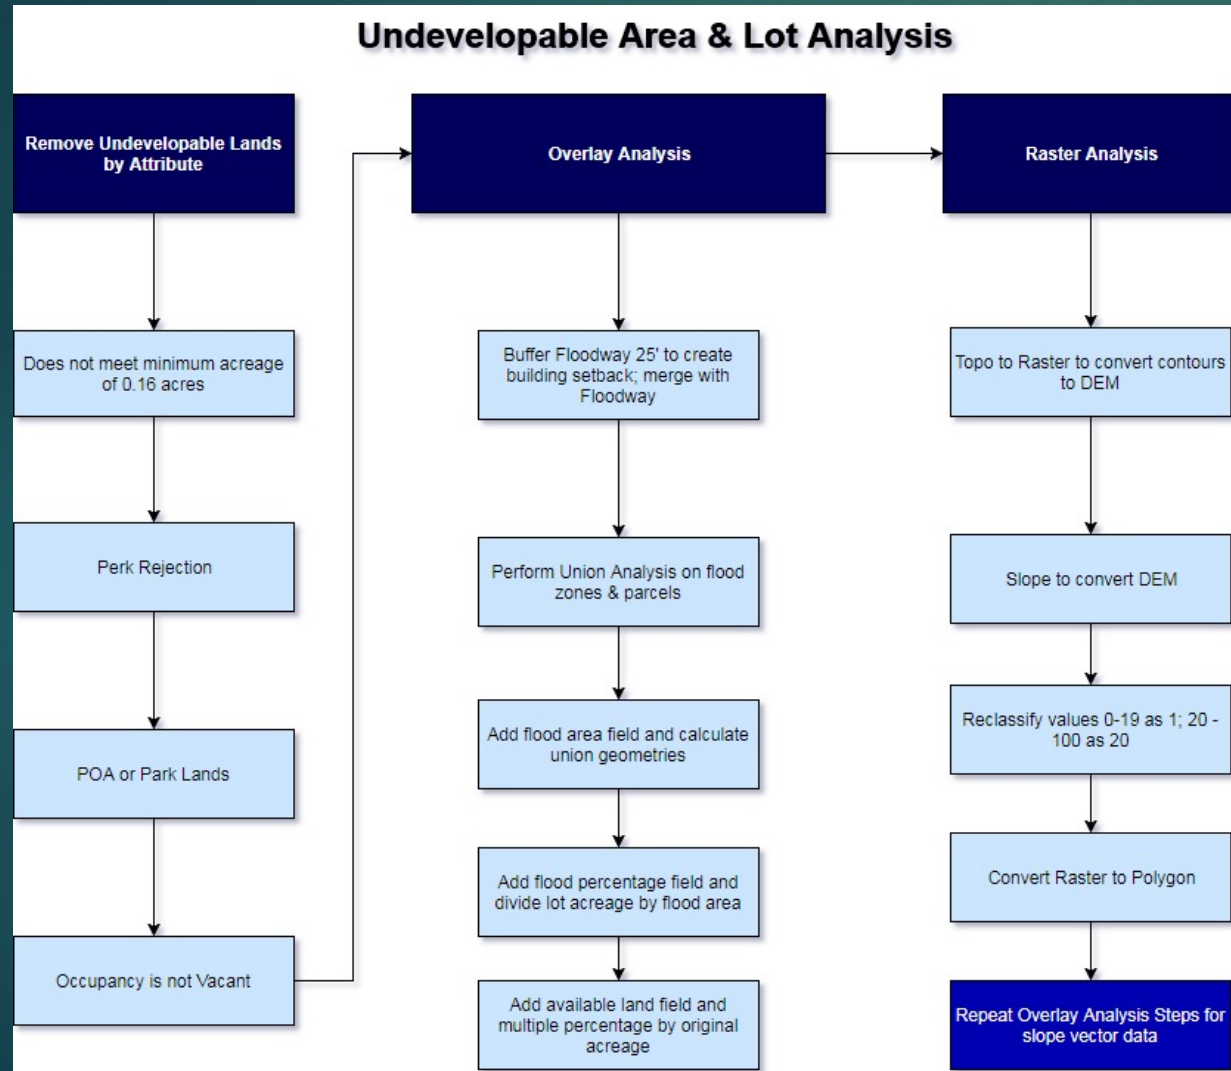 Undevelopable Area & Lot Analysis
Remove Undevelopable Lands
by Attribute
Does not meet minimum acreage
of 0.16 acres
Perk Rejection
POA or Park Lands
Occupancy is not Vacant
Overlay Analysis
Buffer Floodway 25' to create
building setback; merge with
Floodway
Perform Union Analysis on flood
zones & parcels
Add flood area field and calculate
union geometries
Add flood percentage field and
divide lot acreage by flood area
Add available land field and
multiple percentage by original
acreage
Raster Analysis
Topo to Raster to convert contours
to DEM
Slope to convert DEM
Reclassify values 0-19 as 1; 20 -
100 as 20
Convert Raster to Polygon
Repeat Overlay Analysis Steps for
slope vector data